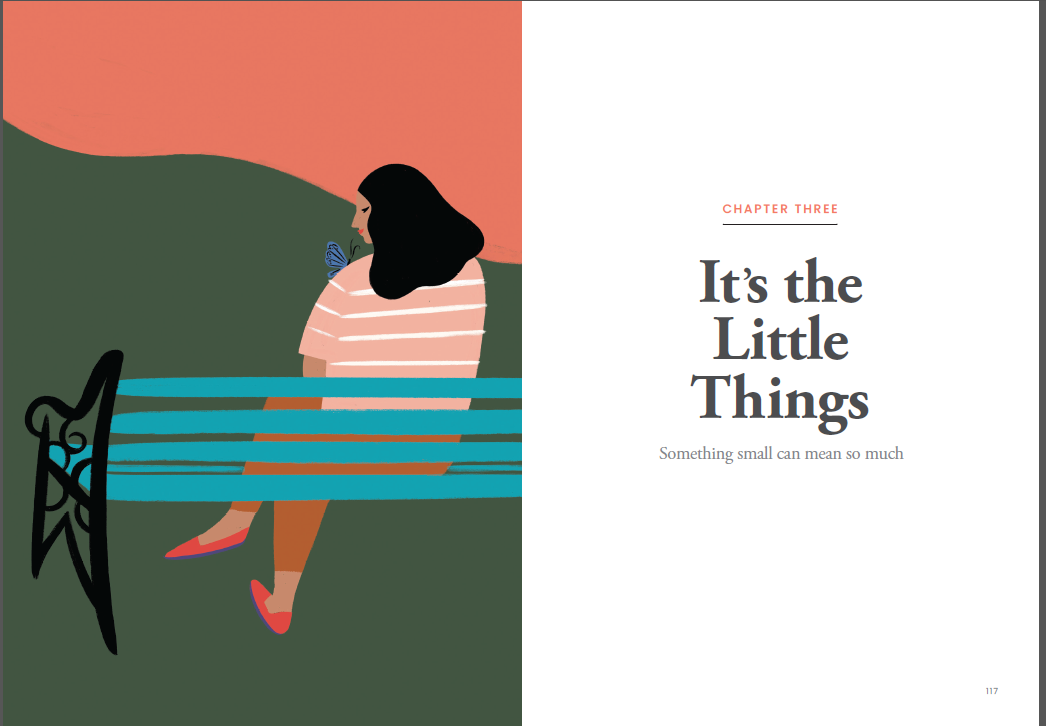 CHAPTER THREE
It’s the
Little
Things
Something small can mean so much
117